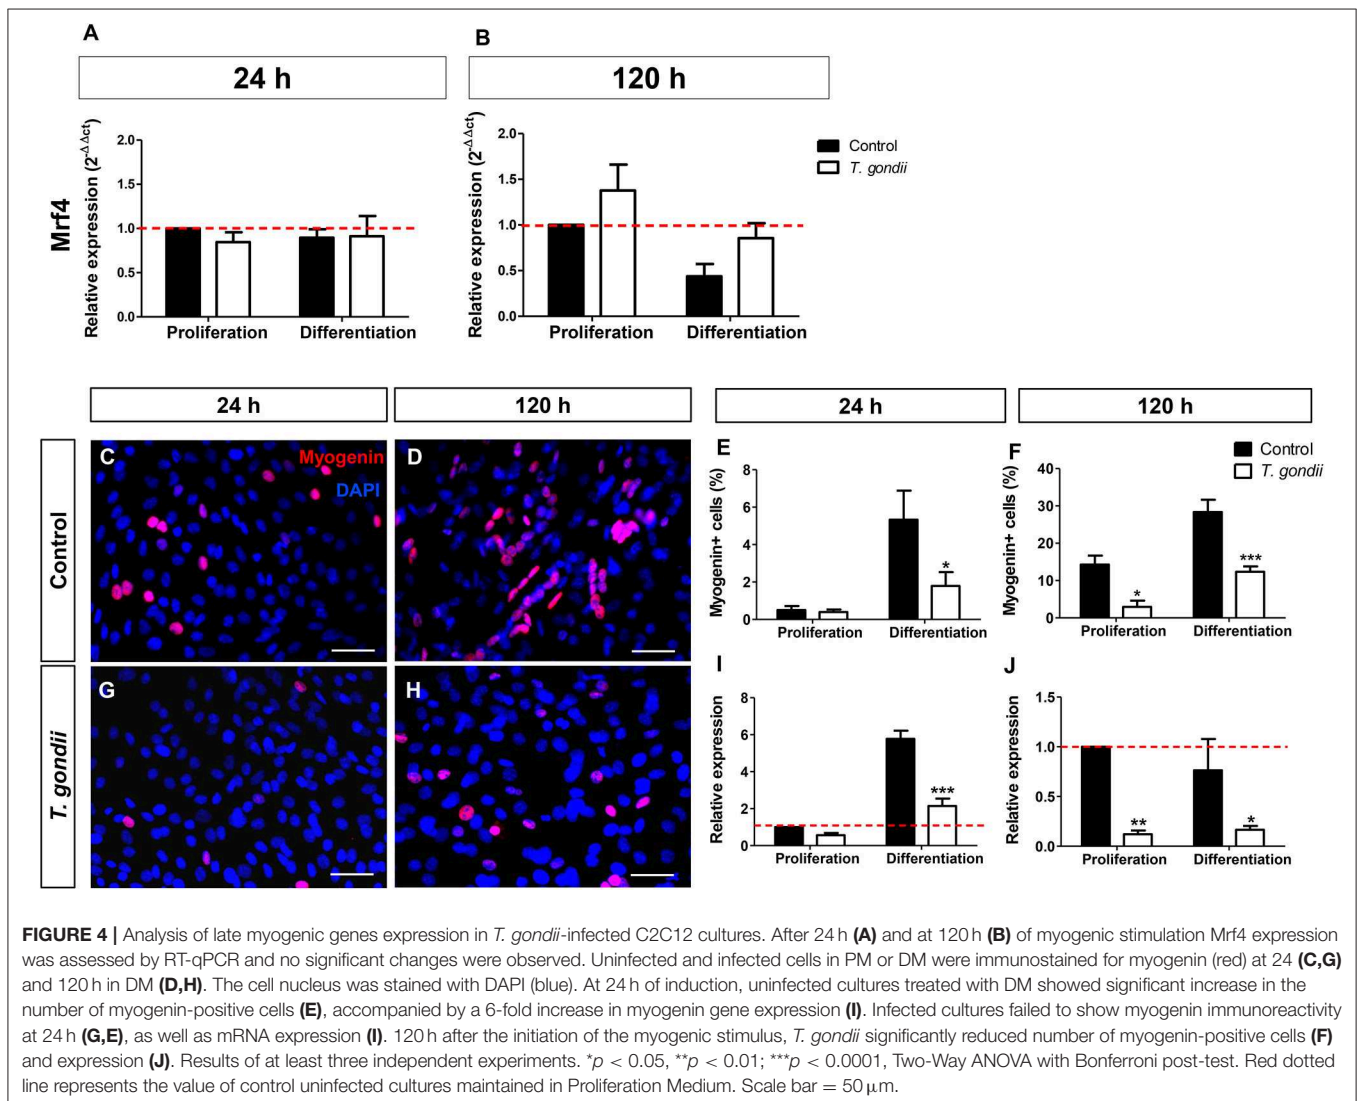 A
B
24 h
120 h
Mrf4
Relative expression (2^-ΔΔct)
2.0
1.5
1.0
0.5
0.0
Proliferation Differentiation
Relative expression (2^-ΔΔct)
2.0
1.5
1.0
0.5
0.0
Proliferation Differentiation
Control
T. gondii
24 h
120 h
24 h
120 h
Control
C
Myogenin
DAPI
D
E
Myogenin+ cells (%)
8
6
4
2
0
*
Proliferation Differentiation
F
Control
T. gondii
Myogenin+ cells (%)
40
30
20
10
0
*
***
Proliferation Differentiation
T. gondii
G
H
I
Relative expression
8
6
4
2
0
***
Proliferation Differentiation
J
Relative expression
1.5
1.0
0.5
0.0
**
*
Proliferation Differentiation
FIGURE 4 | Analysis of late myogenic genes expression in T. gondii-infected C2C12 cultures. After 24 h (A) and at 120 h (B) of myogenic stimulation Mrf4 expression
was assessed by RT-qPCR and no significant changes were observed. Uninfected and infected cells in PM or DM were immunostained for myogenin (red) at 24 (C,G)
and 120 h in DM (D,H). The cell nucleus was stained with DAPI (blue). At 24 h of induction, uninfected cultures treated with DM showed significant increase in the
number of myogenin-positive cells (E), accompanied by a 6-fold increase in myogenin gene expression (I). Infected cultures failed to show myogenin immunoreactivity
at 24 h (G,E), as well as mRNA expression (I). 120 h after the initiation of the myogenic stimulus, T. gondii significantly reduced number of myogenin-positive cells (F)
and expression (J). Results of at least three independent experiments. *p < 0.05, **p < 0.01; ***p < 0.0001, Two-Way ANOVA with Bonferroni post-test. Red dotted
line represents the value of control uninfected cultures maintained in Proliferation Medium. Scale bar = 50 μm.